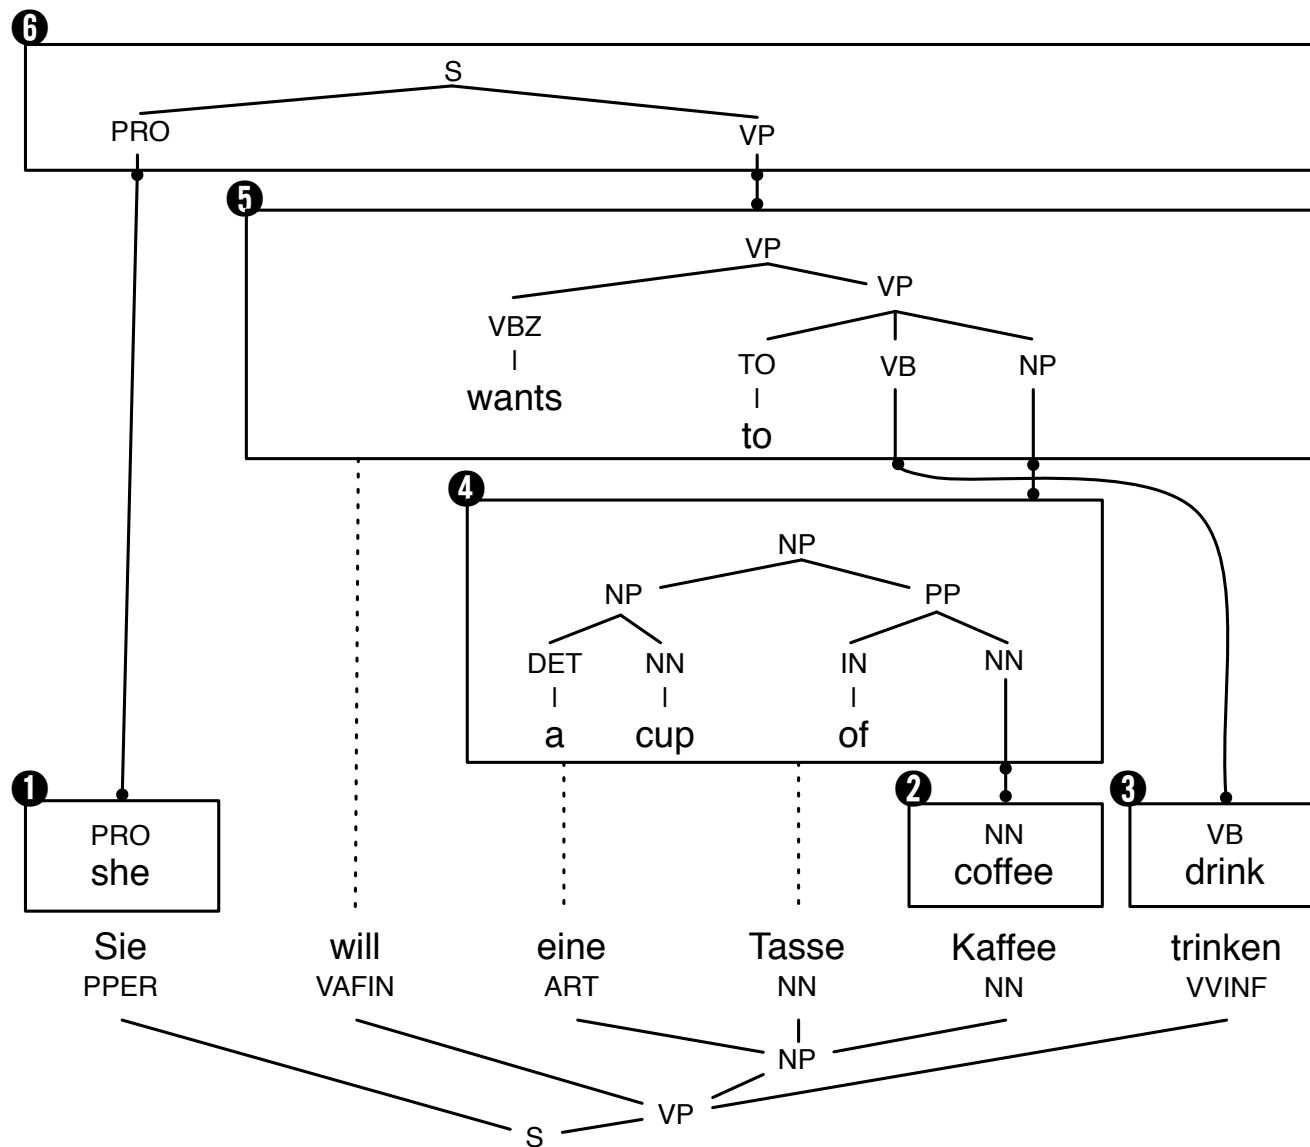 6
S
PRO VP
5
VP
VP
VBZ TO VB NP
wants to
4
NP
NP PP
DET NN IN NN
a cup of
1 2 3
PRO NN VB
she coffee drink
Sie will eine Tasse Kaffee trinken
PPER VAFIN ART NN NN VVINF
NP
VP
S